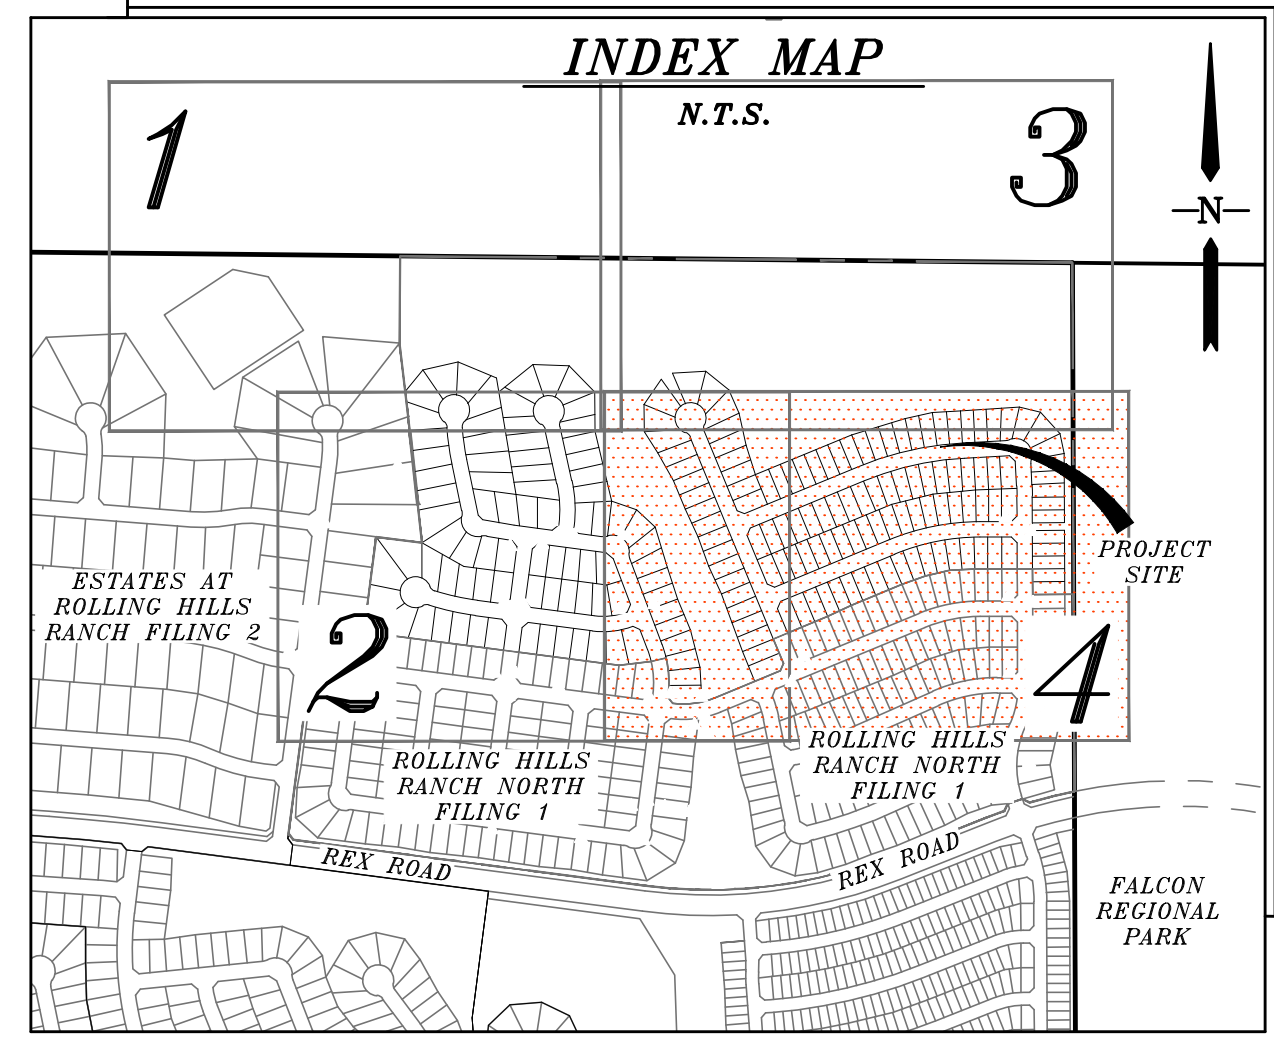 INDEX MAP
N.T.S.
1
3
N
PROJECT
SITE
ESTATES AT
ROLLING HILLS
RANCH FILING 2
2
4
ROLLING HILLS
RANCH NORTH
FILING 1
ROLLING HILLS
RANCH NORTH
FILING 1
REX ROAD
REX ROAD
FALCON
REGIONAL
PARK